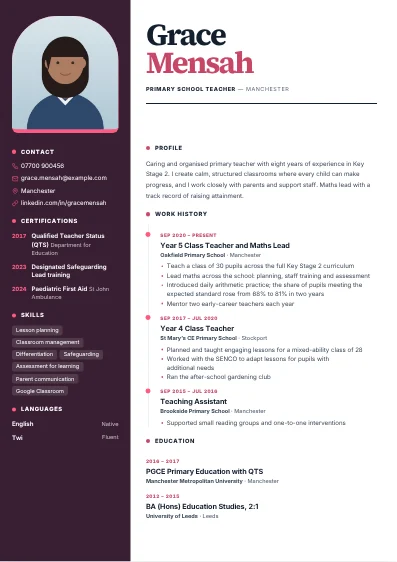 Grace
Mensah
PRIMARY SCHOOL TEACHER — MANCHESTER
CONTACT
07700 900456
grace.mensah@example.com
Manchester
linkedin.com/in/gracemensah
CERTIFICATIONS
2017 Qualified Teacher Status
(QTS) Department for
Education
2023 Designated Safeguarding
Lead training
2024 Paediatric First Aid St John
Ambulance
SKILLS
Lesson planning
Classroom management
Differentiation Safeguarding
Assessment for learning
Parent communication
Google Classroom
LANGUAGES
English Native
Twi Fluent
PROFILE
Caring and organised primary teacher with eight years of experience in Key
Stage 2. I create calm, structured classrooms where every child can make
progress, and I work closely with parents and support staff. Maths lead with a
track record of raising attainment.
WORK HISTORY
SEP 2020 – PRESENT
Year 5 Class Teacher and Maths Lead
Oakfield Primary School · Manchester
• Teach a class of 30 pupils across the full Key Stage 2 curriculum
• Lead maths across the school: planning, staff training and assessment
• Introduced daily arithmetic practice; the share of pupils meeting the
expected standard rose from 68% to 81% in two years
• Mentor two early-career teachers each year
SEP 2017 – JUL 2020
Year 4 Class Teacher
St Mary's CE Primary School · Stockport
• Planned and taught engaging lessons for a mixed-ability class of 28
• Worked with the SENCO to adapt lessons for pupils with
additional needs
• Ran the after-school gardening club
SEP 2015 – JUL 2016
Teaching Assistant
Brookside Primary School · Manchester
• Supported small reading groups and one-to-one interventions
EDUCATION
2016 – 2017
PGCE Primary Education with QTS
Manchester Metropolitan University · Manchester
2012 – 2015
BA (Hons) Education Studies, 2:1
University of Leeds · Leeds